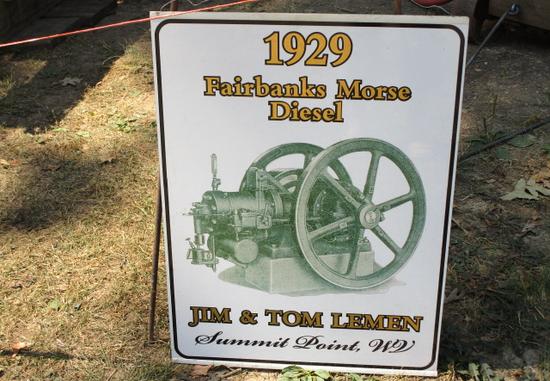 1929
Fairbanks Morse
Diesel
JIM & TOM LEMEN
Summit Point, WV